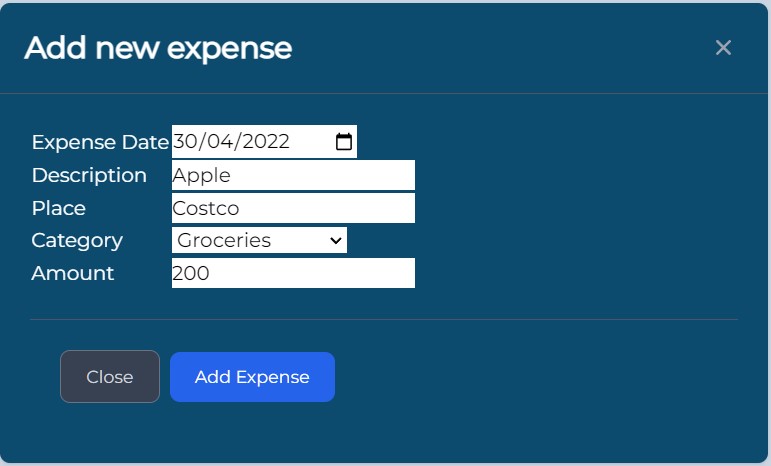 Add new expense
Expense Date 30/04/2022
Description Apple
Place Costco
Category Groceries
Amount 200
Close Add Expense